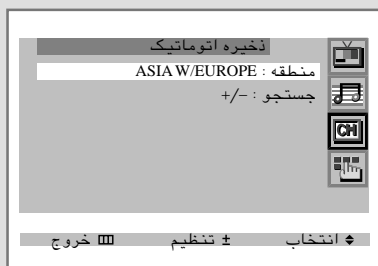 ذخیره اتوماتیک
منطقه : ASIA W/EUROPE
جستجو : -/+
CH
انتخاب ± تنظیم خروج